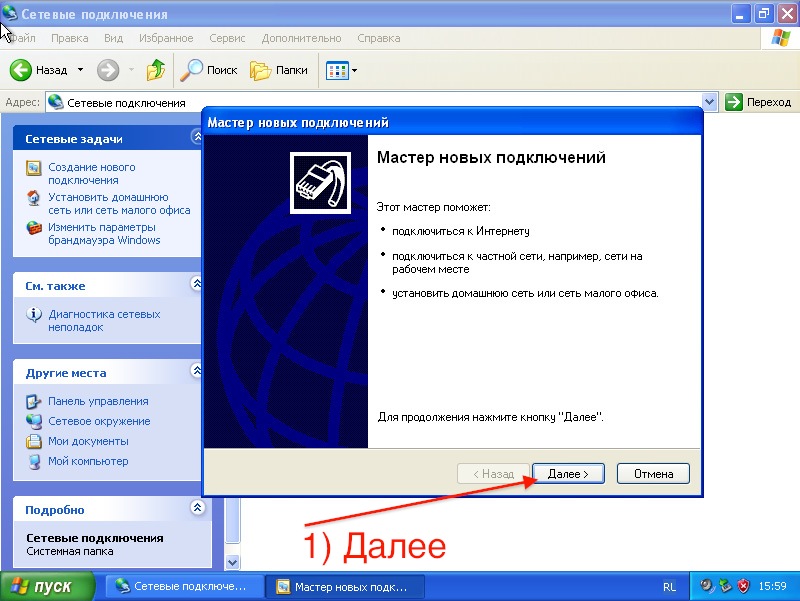 Сетевые подключения
Файл Правка Вид Избранное Сервис Дополнительно Справка
Назад Поиск Папки
Адрес: Сетевые подключения Переход
Сетевые задачи
Создание нового
подключения
Установить домашнюю
сеть или сеть малого офиса
Изменить параметры
брандмауэра Windows
См. также
Диагностика сетевых
неполадок
Другие места
Панель управления
Сетевое окружение
Мои документы
Мой компьютер
Подробно
Сетевые подключения
Системная папка
Мастер новых подключений
Мастер новых подключений
Этот мастер поможет:
• подключиться к Интернету
• подключиться к частной сети, например, сети на
рабочем месте
• установить домашнюю сеть или сеть малого офиса.
Для продолжения нажмите кнопку "Далее".
< Назад Далее > Отмена
1) Далее
пуск Сетевые подключе... Мастер новых подк... RL 15:59